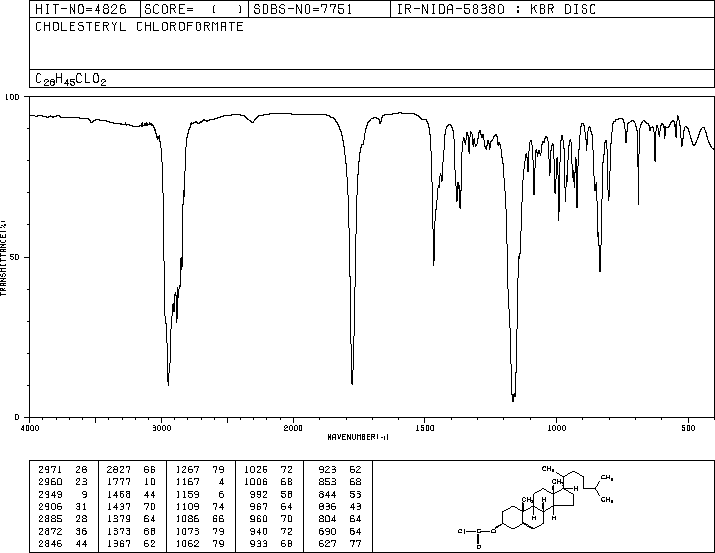 HIT-NO=4826 SCORE= ( ) SDBS-NO=7751 IR-NIDA-58380 : KBR DISC
CHOLESTERYL CHLOROFORMATE
C28H45CLO2
100
TRANSMITTANCE(%)
50
0
4000 3000 2000 1500 1000 500
WAVENUMBER(-1)
2971 26 2827 66 1267 79 1026 72 923 62
2960 23 1777 10 1167 4 1006 68 853 68
2949 9 1468 44 1159 6 992 58 844 55
2906 31 1437 70 1109 74 967 64 836 43
2885 28 1379 64 1086 66 960 70 804 64
2872 36 1373 68 1073 79 940 72 690 64
2846 44 1367 62 1062 79 933 68 627 77
CH3 CH3 CH3 CH3 CH3
H H H H
Cl C O
O